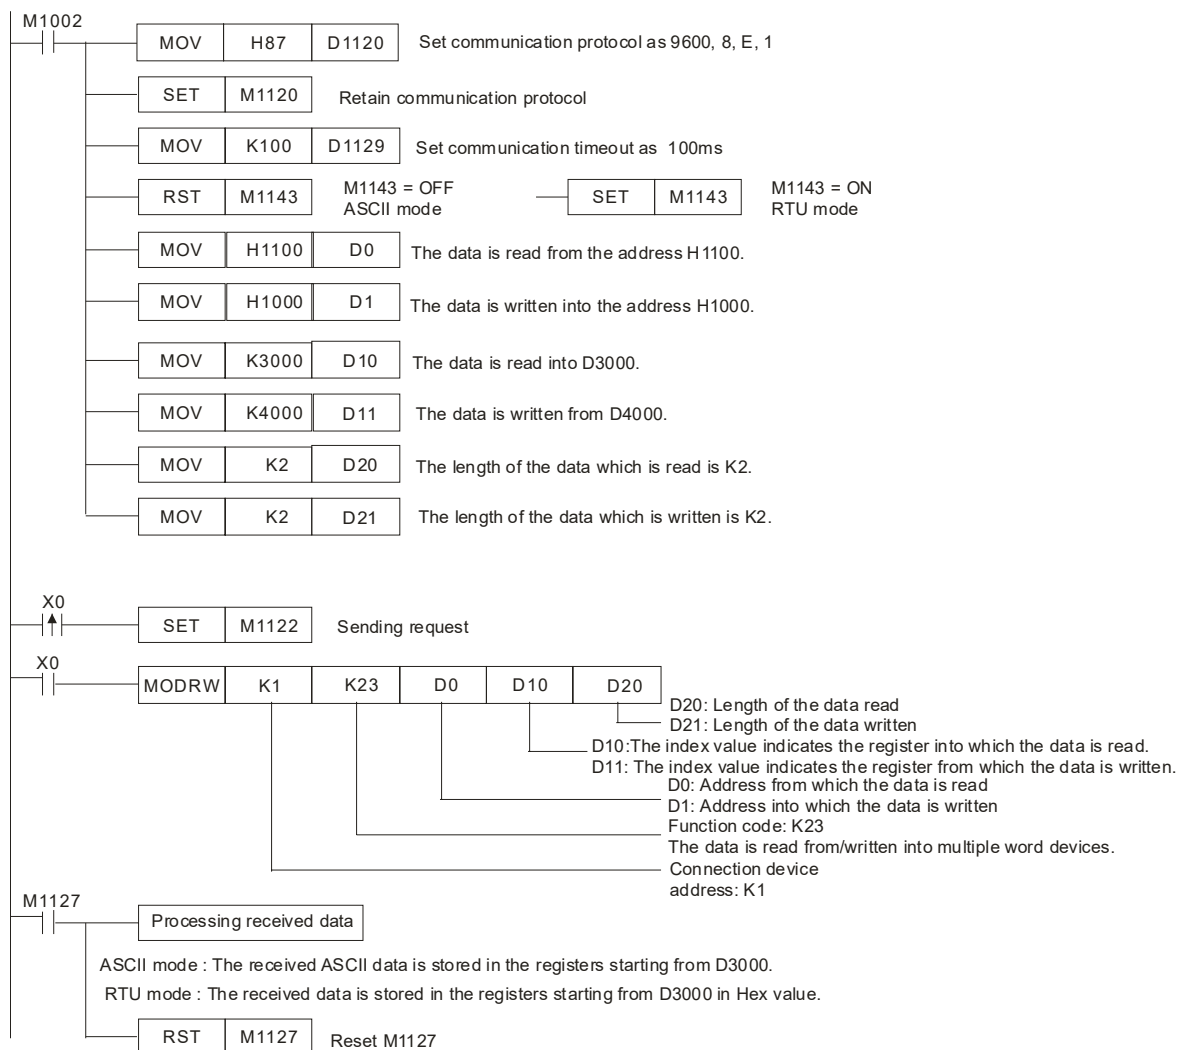 M1002
MOV H87 D1120 Set communication protocol as 9600, 8, E, 1
SET M1120 Retain communication protocol
MOV K100 D1129 Set communication timeout as 100ms
RST M1143 M1143 = OFF
ASCII mode
SET M1143 M1143 = ON
RTU mode
MOV H1100 D0 The data is read from the address H1100.
MOV H1000 D1 The data is written into the address H1000.
MOV K3000 D10 The data is read into D3000.
MOV K4000 D11 The data is written from D4000.
MOV K2 D20 The length of the data which is read is K2.
MOV K2 D21 The length of the data which is written is K2.
X0
SET M1122 Sending request
X0
MODRW K1 K23 D0 D10 D20
D20: Length of the data read
D21: Length of the data written
D10:The index value indicates the register into which the data is read.
D11: The index value indicates the register from which the data is written.
D0: Address from which the data is read
D1: Address into which the data is written
Function code: K23
The data is read from/written into multiple word devices.
Connection device
address: K1
M1127
Processing received data
ASCII mode : The received ASCII data is stored in the registers starting from D3000.
RTU mode : The received data is stored in the registers starting from D3000 in Hex value.
RST M1127 Reset M1127